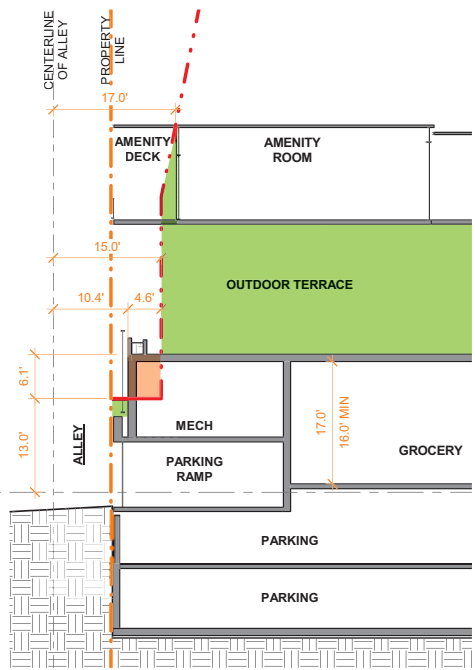 CENTERLINE
OF ALLEY
PROPERTY
LINE
17.0'
AMENITY
DECK
AMENITY
ROOM
15.0'
OUTDOOR TERRACE
10.4'
4.6'
6.1'
13.0'
ALLEY
MECH
17.0'
16.0' MIN
GROCERY
PARKING
RAMP
PARKING
PARKING